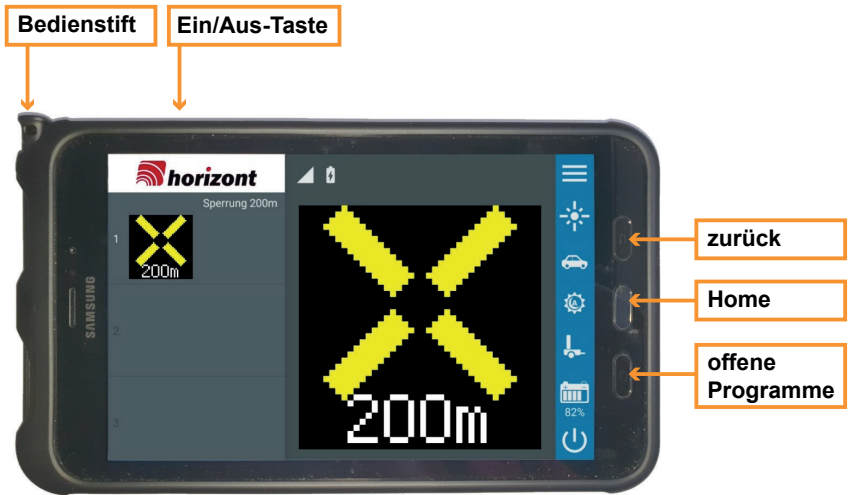 Bedienstift
Ein/Aus-Taste
horizont
Sperrung 200m
1
200m
2
3
200m
A
82%
SAMSUNG
zurück
Home
offene
Programme